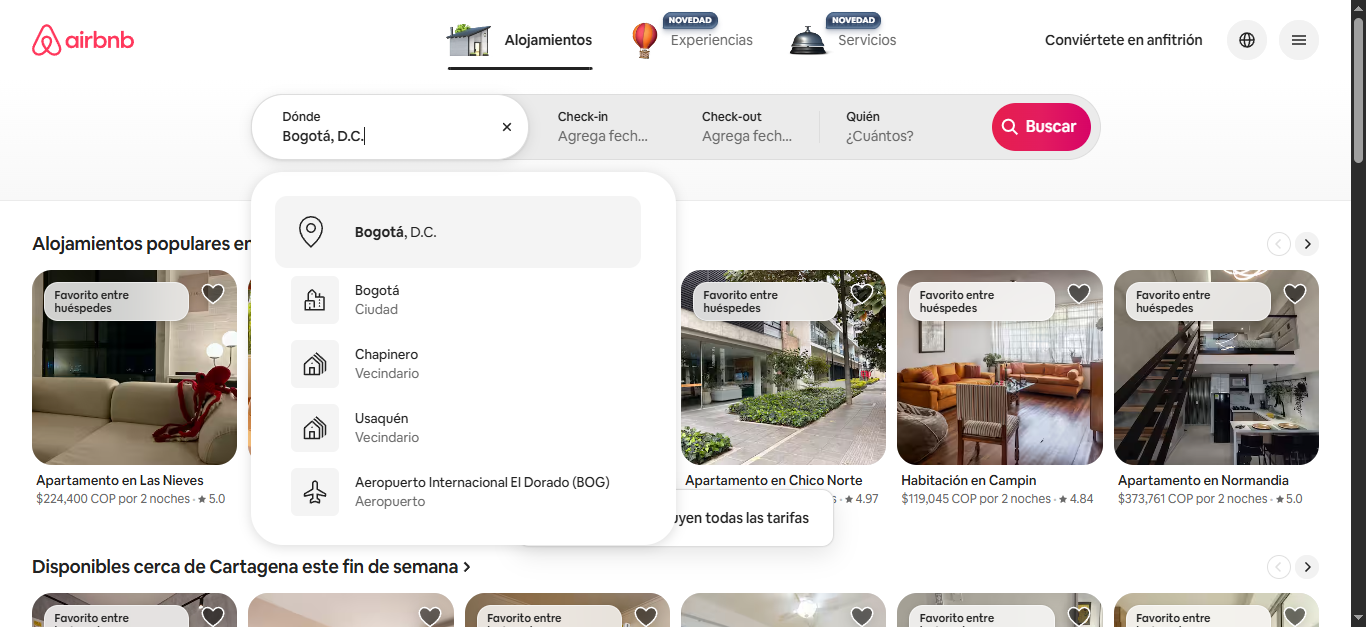 airbnb
Alojamientos
NOVEDAD
Experiencias
NOVEDAD
Servicios
Conviértete en anfitrión
Dónde
Bogotá, D.C.
Check-in
Agrega fech...
Check-out
Agrega fech...
Quién
¿Cuántos?
Buscar
Bogotá, D.C.
Bogotá
Ciudad
Chapinero
Vecindario
Usaquén
Vecindario
Aeropuerto Internacional El Dorado (BOG)
Aeropuerto
Alojamientos populares
Favorito entre
huéspedes
Apartamento en Las Nieves
$224,400 COP por 2 noches · ★ 5.0
Favorito entre
huéspedes
Apartamento en Chico Norte
★ 4.97
Favorito entre
huéspedes
Habitación en Campin
$119,045 COP por 2 noches · ★ 4.84
Favorito entre
huéspedes
Apartamento en Normandia
$373,761 COP por 2 noches · ★ 5.0
todas las tarifas
Disponibles cerca de Cartagena este fin de semana >
Favorito entre
Favorito entre
Favorito entre
Favorito entre